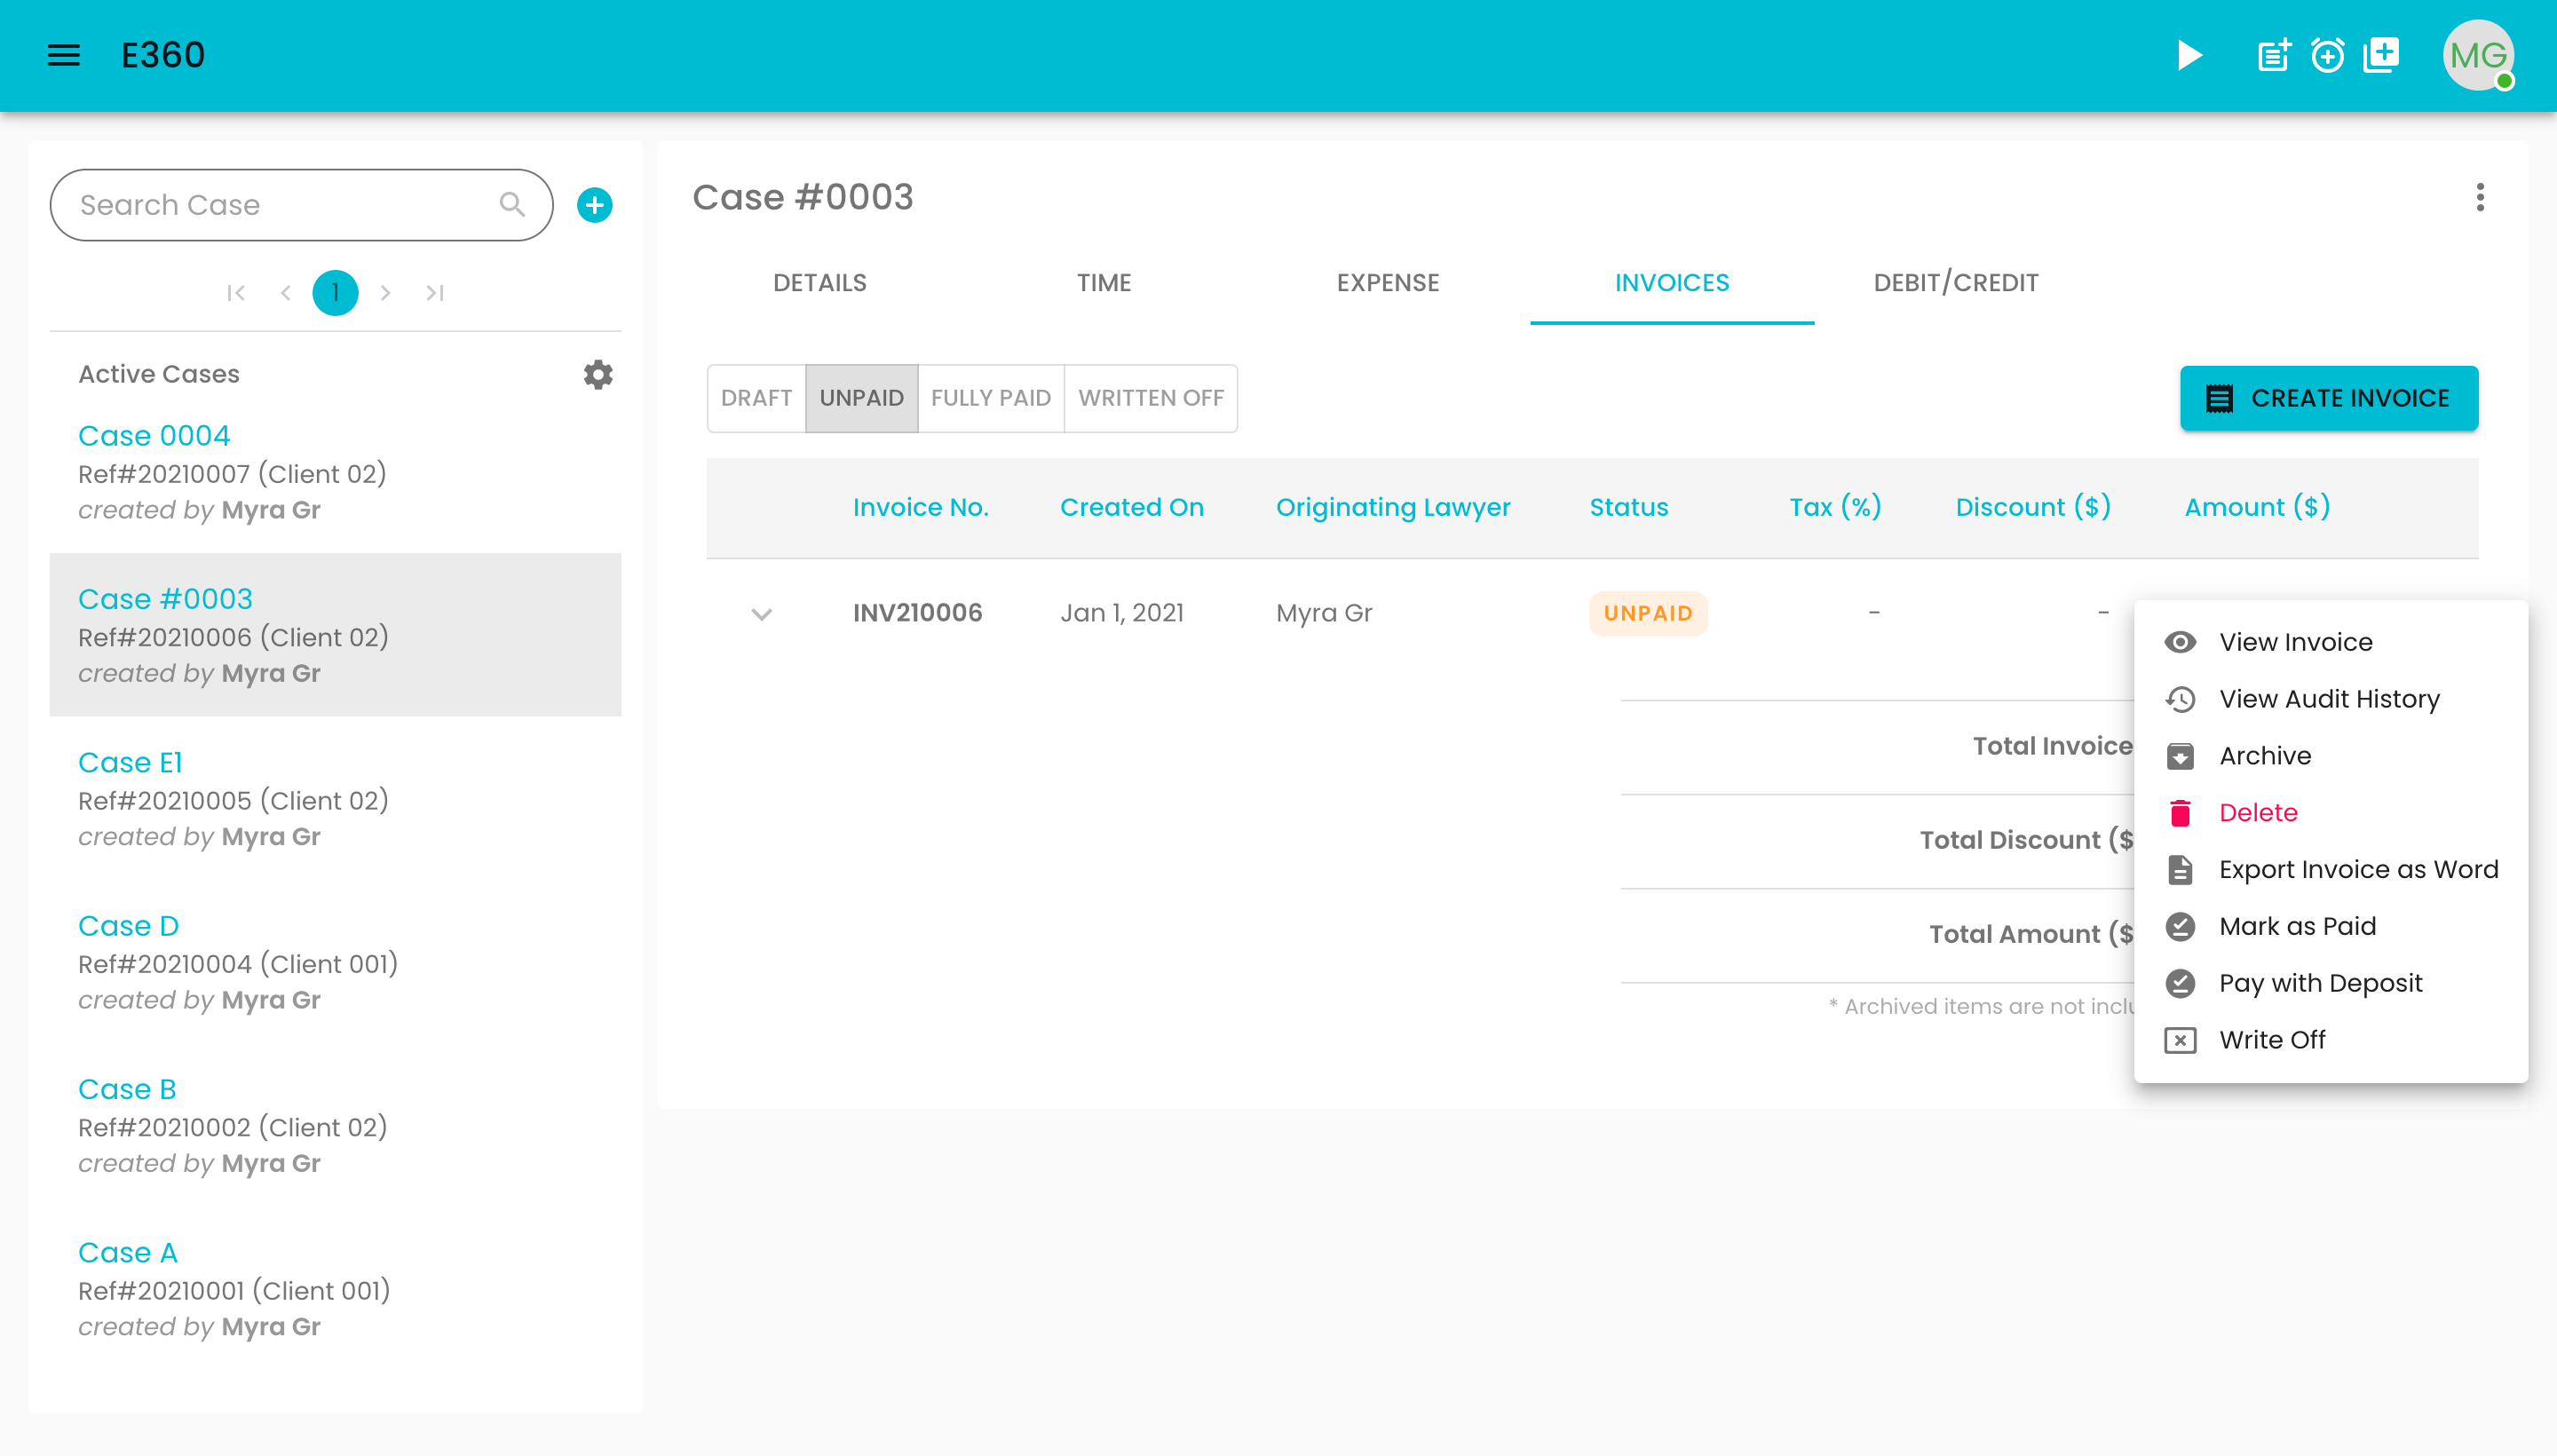 E360
MG
Search Case
1
Active Cases
Case 0004
Ref#20210007 (Client 02)
created by Myra Gr
Case #0003
Ref#20210006 (Client 02)
created by Myra Gr
Case E1
Ref#20210005 (Client 02)
created by Myra Gr
Case D
Ref#20210004 (Client 001)
created by Myra Gr
Case B
Ref#20210002 (Client 02)
created by Myra Gr
Case A
Ref#20210001 (Client 001)
created by Myra Gr
Case #0003
DETAILS TIME EXPENSE INVOICES DEBIT/CREDIT
DRAFT UNPAID FULLY PAID WRITTEN OFF
CREATE INVOICE
Invoice No. Created On Originating Lawyer Status Tax (%) Discount ($) Amount ($)
INV210006 Jan 1, 2021 Myra Gr UNPAID - -
Total Invoice
Total Discount ($
Total Amount ($
* Archived items are not
View Invoice
View Audit History
Archive
Delete
Export Invoice as Word
Mark as Paid
Pay with Deposit
Write Off